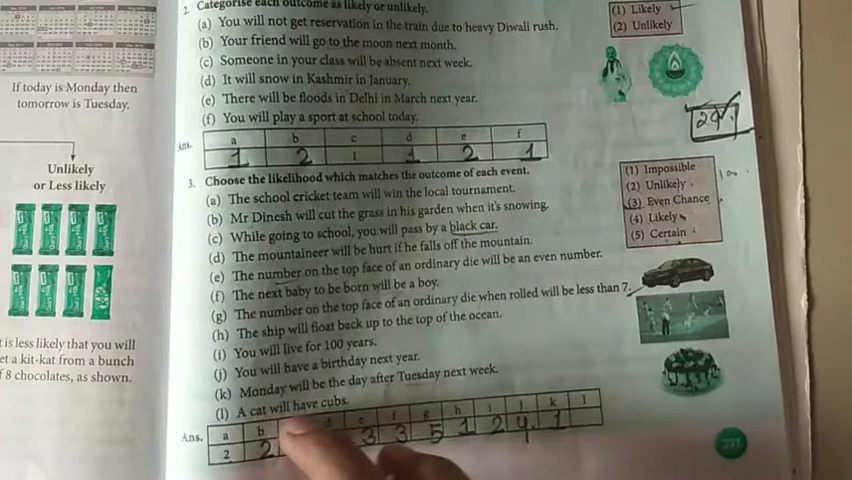 2. Categorise each outcome as likely or unlikely.
(1) Likely
(2) Unlikely
(a) You will not get reservation in the train due to heavy Diwali rush.
(b) Your friend will go to the moon next month.
(c) Someone in your class will be absent next week.
(d) It will snow in Kashmir in January.
(e) There will be floods in Delhi in March next year.
(f) You will play a sport at school today.
Ans.
a b c d e f
1 2 1 1 2 1
29
If today is Monday then
tomorrow is Tuesday.
Unlikely
or Less likely
t is less likely that you will
et a kit-kat from a bunch
f 8 chocolates, as shown.
3. Choose the likelihood which matches the outcome of each event.
(1) Impossible
(2) Unlikely
(3) Even Chance
(4) Likely
(5) Certain
(a) The school cricket team will win the local tournament.
(b) Mr Dinesh will cut the grass in his garden when it's snowing.
(c) While going to school, you will pass by a black car.
(d) The mountaineer will be hurt if he falls off the mountain.
(e) The number on the top face of an ordinary die will be an even number.
(f) The next baby to be born will be a boy.
(g) The number on the top face of an ordinary die when rolled will be less than 7.
(h) The ship will float back up to the top of the ocean.
(i) You will live for 100 years.
(j) You will have a birthday next year.
(k) Monday will be the day after Tuesday next week.
(l) A cat will have cubs.
Ans.
a b d e f g h i j k l
2 2 3 3 5 1 2 4 1
271